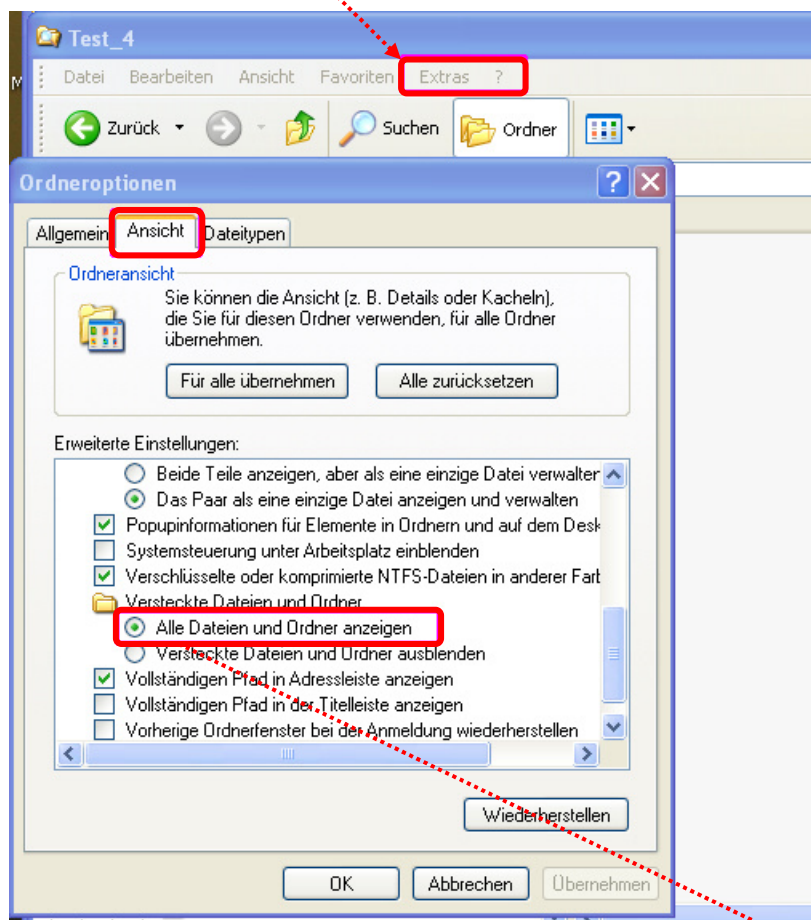 Test_4
M
Datei Bearbeiten Ansicht Favoriten Extras ?
Zurück Suchen Ordner
Ordneroptionen
Allgemein Ansicht Dateitypen
Ordneransicht
Sie können die Ansicht (z. B. Details oder Kacheln),
die Sie für diesen Ordner verwenden, für alle Ordner
übernehmen.
Für alle übernehmen Alle zurücksetzen
Erweiterte Einstellungen:
Beide Teile anzeigen, aber als eine einzige Datei verwalter
Das Paar als eine einzige Datei anzeigen und verwalten
Popupinformationen für Elemente in Ordnern und auf dem Desk
Systemsteuerung unter Arbeitsplatz einblenden
Verschlüsselte oder komprimierte NTFS-Dateien in anderer Fart
Versteckte Dateien und Ordner
Alle Dateien und Ordner anzeigen
Versteckte Dateien und Ordner ausblenden
Vollständigen Pfad in Adressleiste anzeigen
Vollständigen Pfad in der Titelleiste anzeigen
Vorherige Ordnerfenster bei der Anmeldung wiederherstellen
Wiederherstellen
OK Abbrechen Übernehmen